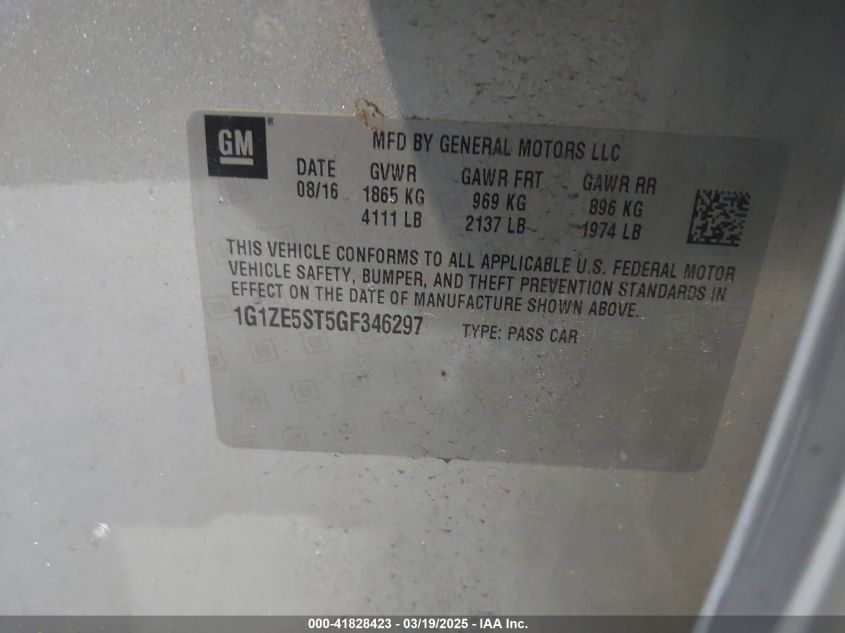 GM ®
MFD BY GENERAL MOTORS LLC
DATE GVWR GAWR FRT GAWR RR
08/16 1865 KG 969 KG 896 KG
4111 LB 2137 LB 1974 LB
THIS VEHICLE CONFORMS TO ALL APPLICABLE U.S. FEDERAL MOTOR
VEHICLE SAFETY, BUMPER, AND THEFT PREVENTION STANDARDS IN
EFFECT ON THE DATE OF MANUFACTURE SHOWN ABOVE.
1G1ZE5ST5GF346297 TYPE: PASS CAR
000-41828423 - 03/19/2025 - IAA Inc.